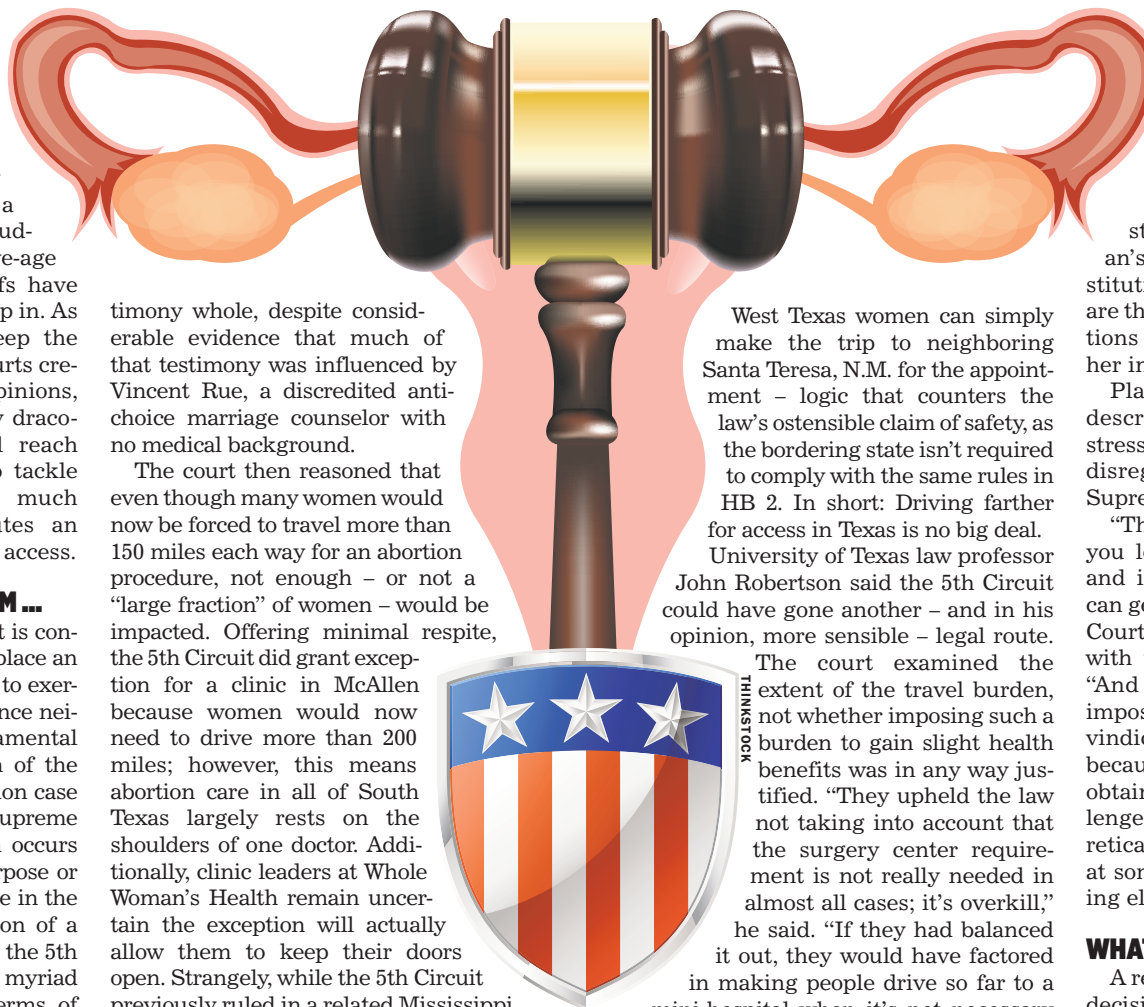 a
ud-
e-age
fs have
p in. As
eep the
urts cre-
pinions,
y draco-
l reach
o tackle
much
utes an
access.
M ...
t is con-
place an
to exer-
nce nei-
amental
n of the
ion case
upreme
n occurs
rpose or
e in the
on of a
the 5th
myriad
erms of
timony whole, despite consid-
erable evidence that much of
that testimony was influenced by
Vincent Rue, a discredited anti-
choice marriage counselor with
no medical background.
The court then reasoned that
even though many women would
now be forced to travel more than
150 miles each way for an abortion
procedure, not enough – or not a
“large fraction” of women – would be
impacted. Offering minimal respite,
the 5th Circuit did grant excep-
tion for a clinic in McAllen
because women would now
need to drive more than 200
miles; however, this means
abortion care in all of South
Texas largely rests on the
shoulders of one doctor. Addi-
tionally, clinic leaders at Whole
Woman’s Health remain uncer-
tain the exception will actually
allow them to keep their doors
open. Strangely, while the 5th Circuit
previously ruled in a related Mississippi
THINKSTOCK
West Texas women can simply
make the trip to neighboring
Santa Teresa, N.M. for the appoint-
ment – logic that counters the
law’s ostensible claim of safety, as
the bordering state isn’t required
to comply with the same rules in
HB 2. In short: Driving farther
for access in Texas is no big deal.
University of Texas law professor
John Robertson said the 5th Circuit
could have gone another – and in his
opinion, more sensible – legal route.
The court examined the
extent of the travel burden,
not whether imposing such a
burden to gain slight health
benefits was in any way jus-
tified. “They upheld the law
not taking into account that
the surgery center require-
ment is not really needed in
almost all cases; it’s overkill,”
he said. “If they had balanced
it out, they would have factored
in making people drive so far to a
mini-hospital when it’s not necessary
st
an’s
stituti
are th
tions
her in
Pla
descr
stress
disreg
Supre
“Th
you l
and i
can g
Court
with
“And
impos
vindic
becau
obtain
lenge
retica
at som
ing el
WHAT
A re
decisi